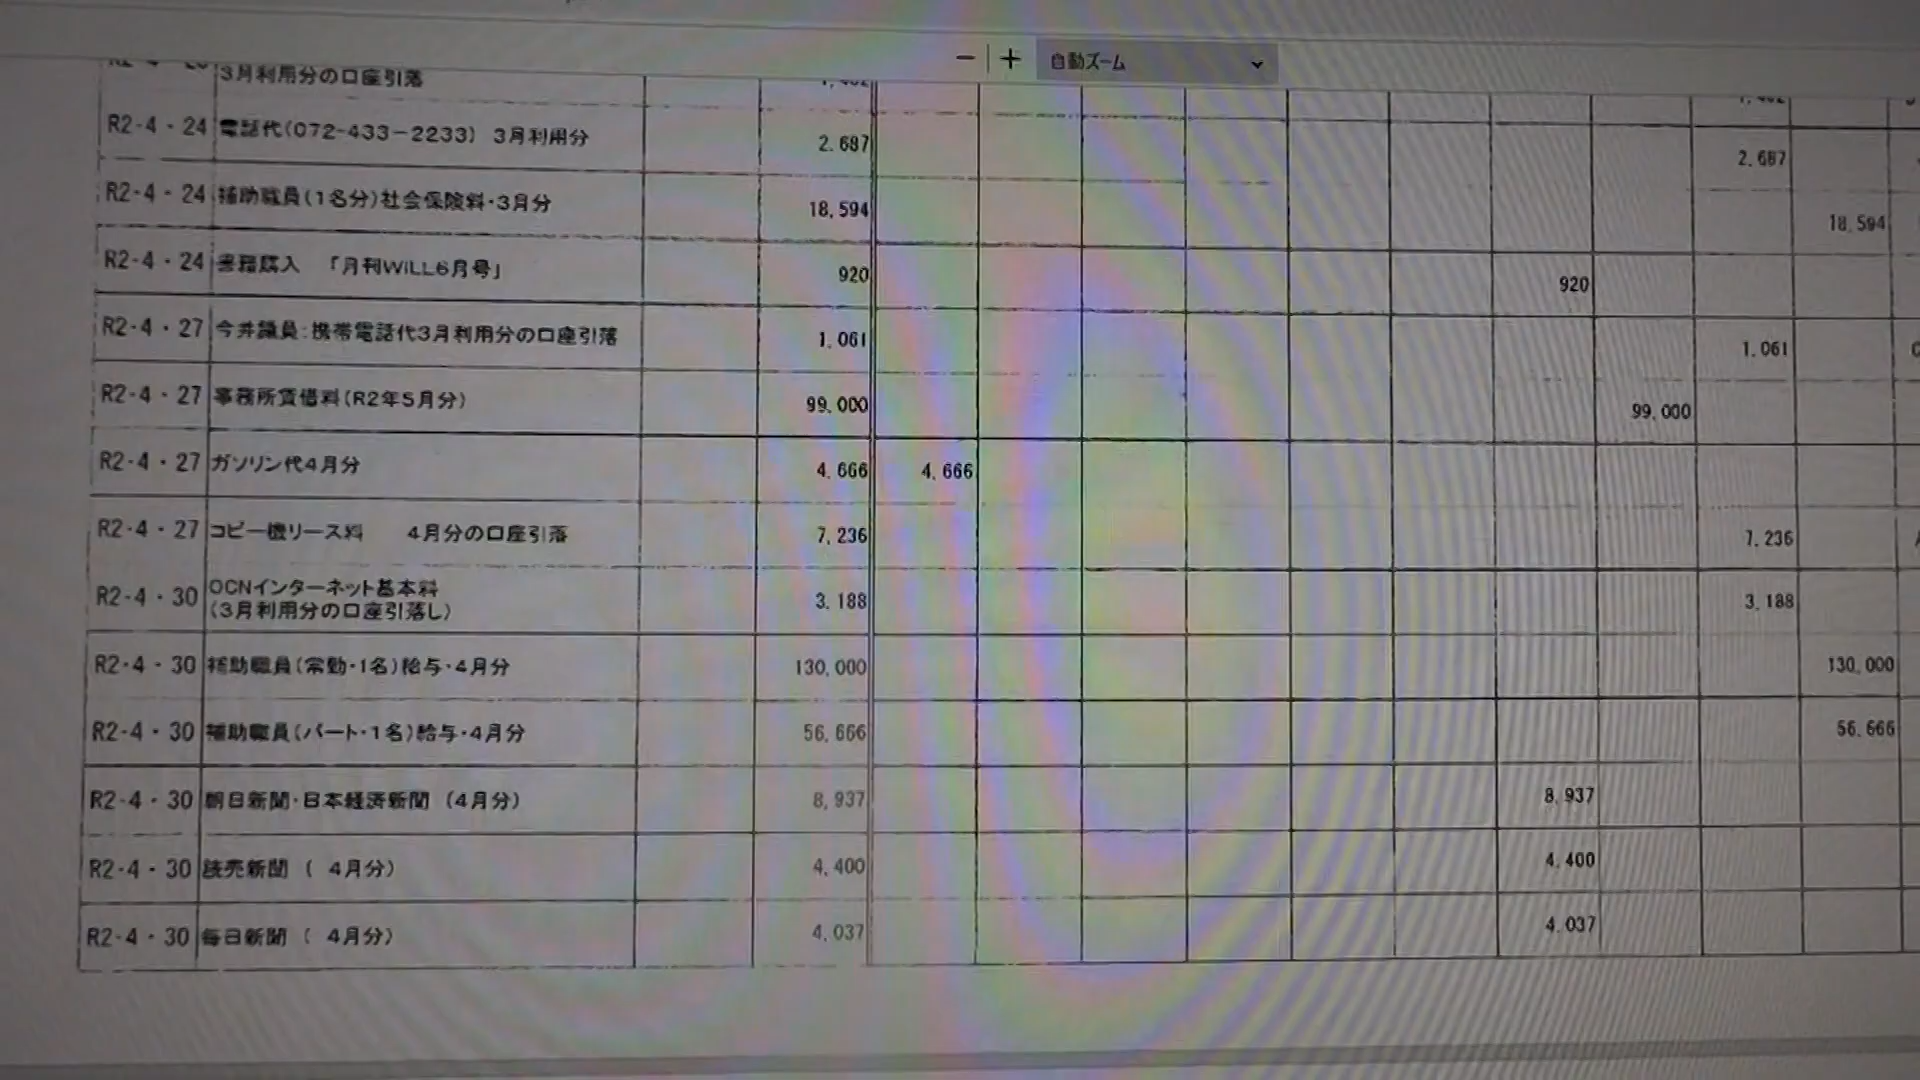 自動ズーム
3月利用分の口座引落
R2・4・24 電話代(072-433-2233) 3月利用分 2,687 2,687
R2・4・24 補助職員(1名分)社会保険料・3月分 18,594 18,594
R2・4・24 書籍購入 「月刊WiLL6月号」 920 920
R2・4・27 今井議員:携帯電話代3月利用分の口座引落 1,061 1,061
R2・4・27 事務所賃借料(R2年5月分) 99,000 99,000
R2・4・27 ガソリン代4月分 4,666 4,666
R2・4・27 コピー機リース料 4月分の口座引落 7,236 7,236
R2・4・30 OCNインターネット基本料
(3月利用分の口座引落し) 3,188 3,188
R2・4・30 補助職員(常勤・1名)給与・4月分 130,000 130,000
R2・4・30 補助職員(パート・1名)給与・4月分 56,666 56,666
R2・4・30 朝日新聞・日本経済新聞 (4月分) 8,937 8,937
R2・4・30 読売新聞 ( 4月分) 4,400 4,400
R2・4・30 毎日新聞 ( 4月分) 4,037 4,037